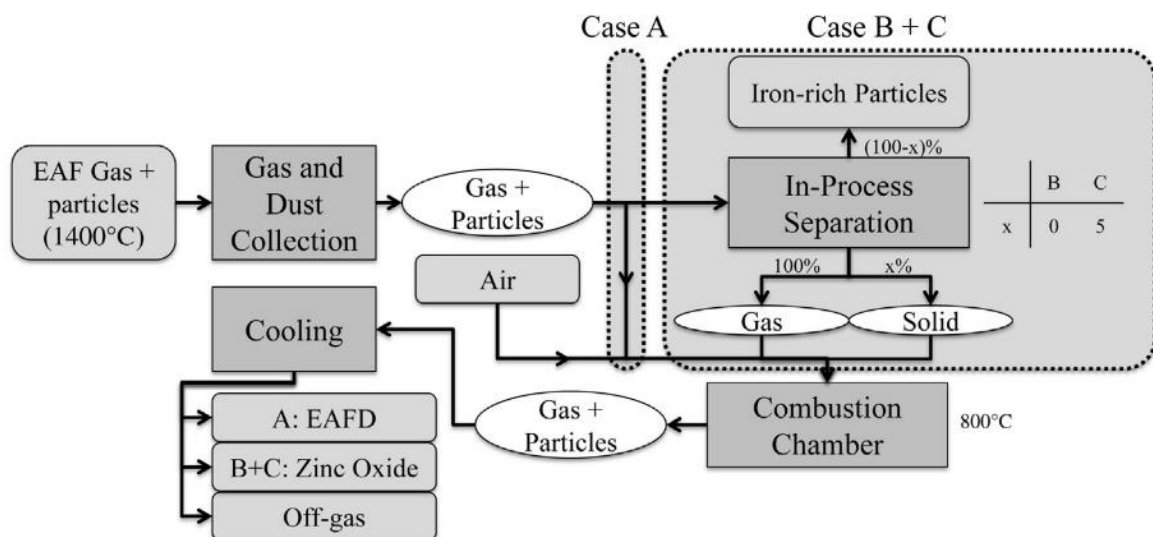 Case A
Case B + C
Iron-rich Particles
(100-x)%
EAF Gas +
particles
(1400°C)
Gas and
Dust
Collection
Gas +
Particles
In-Process
Separation
B C
x 0 5
100%
x%
Air
Gas
Solid
Cooling
Combustion
Chamber
800°C
Gas +
Particles
A: EAFD
B+C: Zinc Oxide
Off-gas